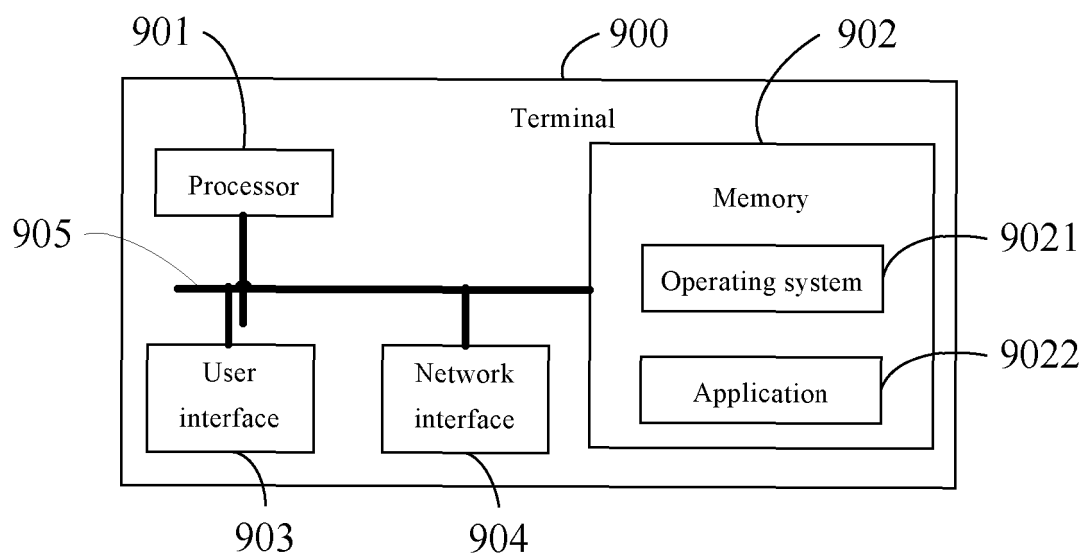 901
900
902
Terminal
Processor
Memory
905
9021
Operating system
9022
User
interface
Network
interface
Application
903
904